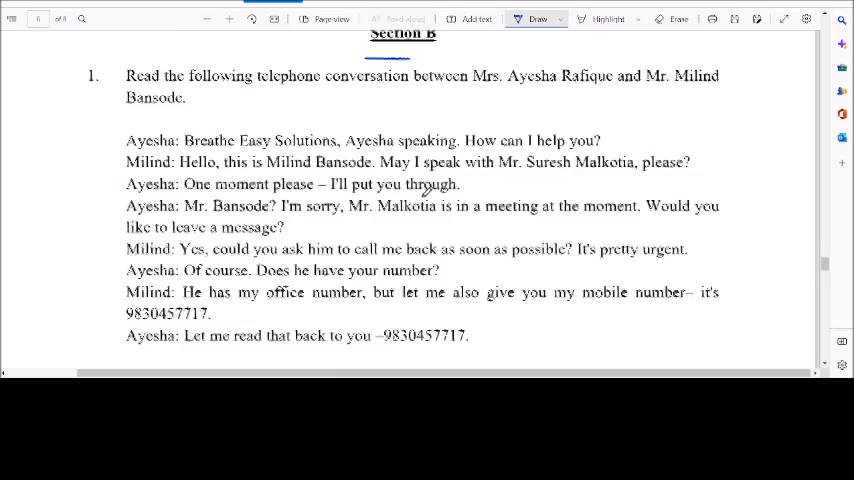 6 of 8
Page view
Read aloud
Add text
Draw
Highlight
Erase
Section B
1. Read the following telephone conversation between Mrs. Ayesha Rafique and Mr. Milind
Bansode.
Ayesha: Breathe Easy Solutions, Ayesha speaking. How can I help you?
Milind: Hello, this is Milind Bansode. May I speak with Mr. Suresh Malkotia, please?
Ayesha: One moment please – I'll put you through.
Ayesha: Mr. Bansode? I'm sorry, Mr. Malkotia is in a meeting at the moment. Would you
like to leave a message?
Milind: Yes, could you ask him to call me back as soon as possible? It's pretty urgent.
Ayesha: Of course. Does he have your number?
Milind: He has my office number, but let me also give you my mobile number– it's
9830457717.
Ayesha: Let me read that back to you –9830457717.